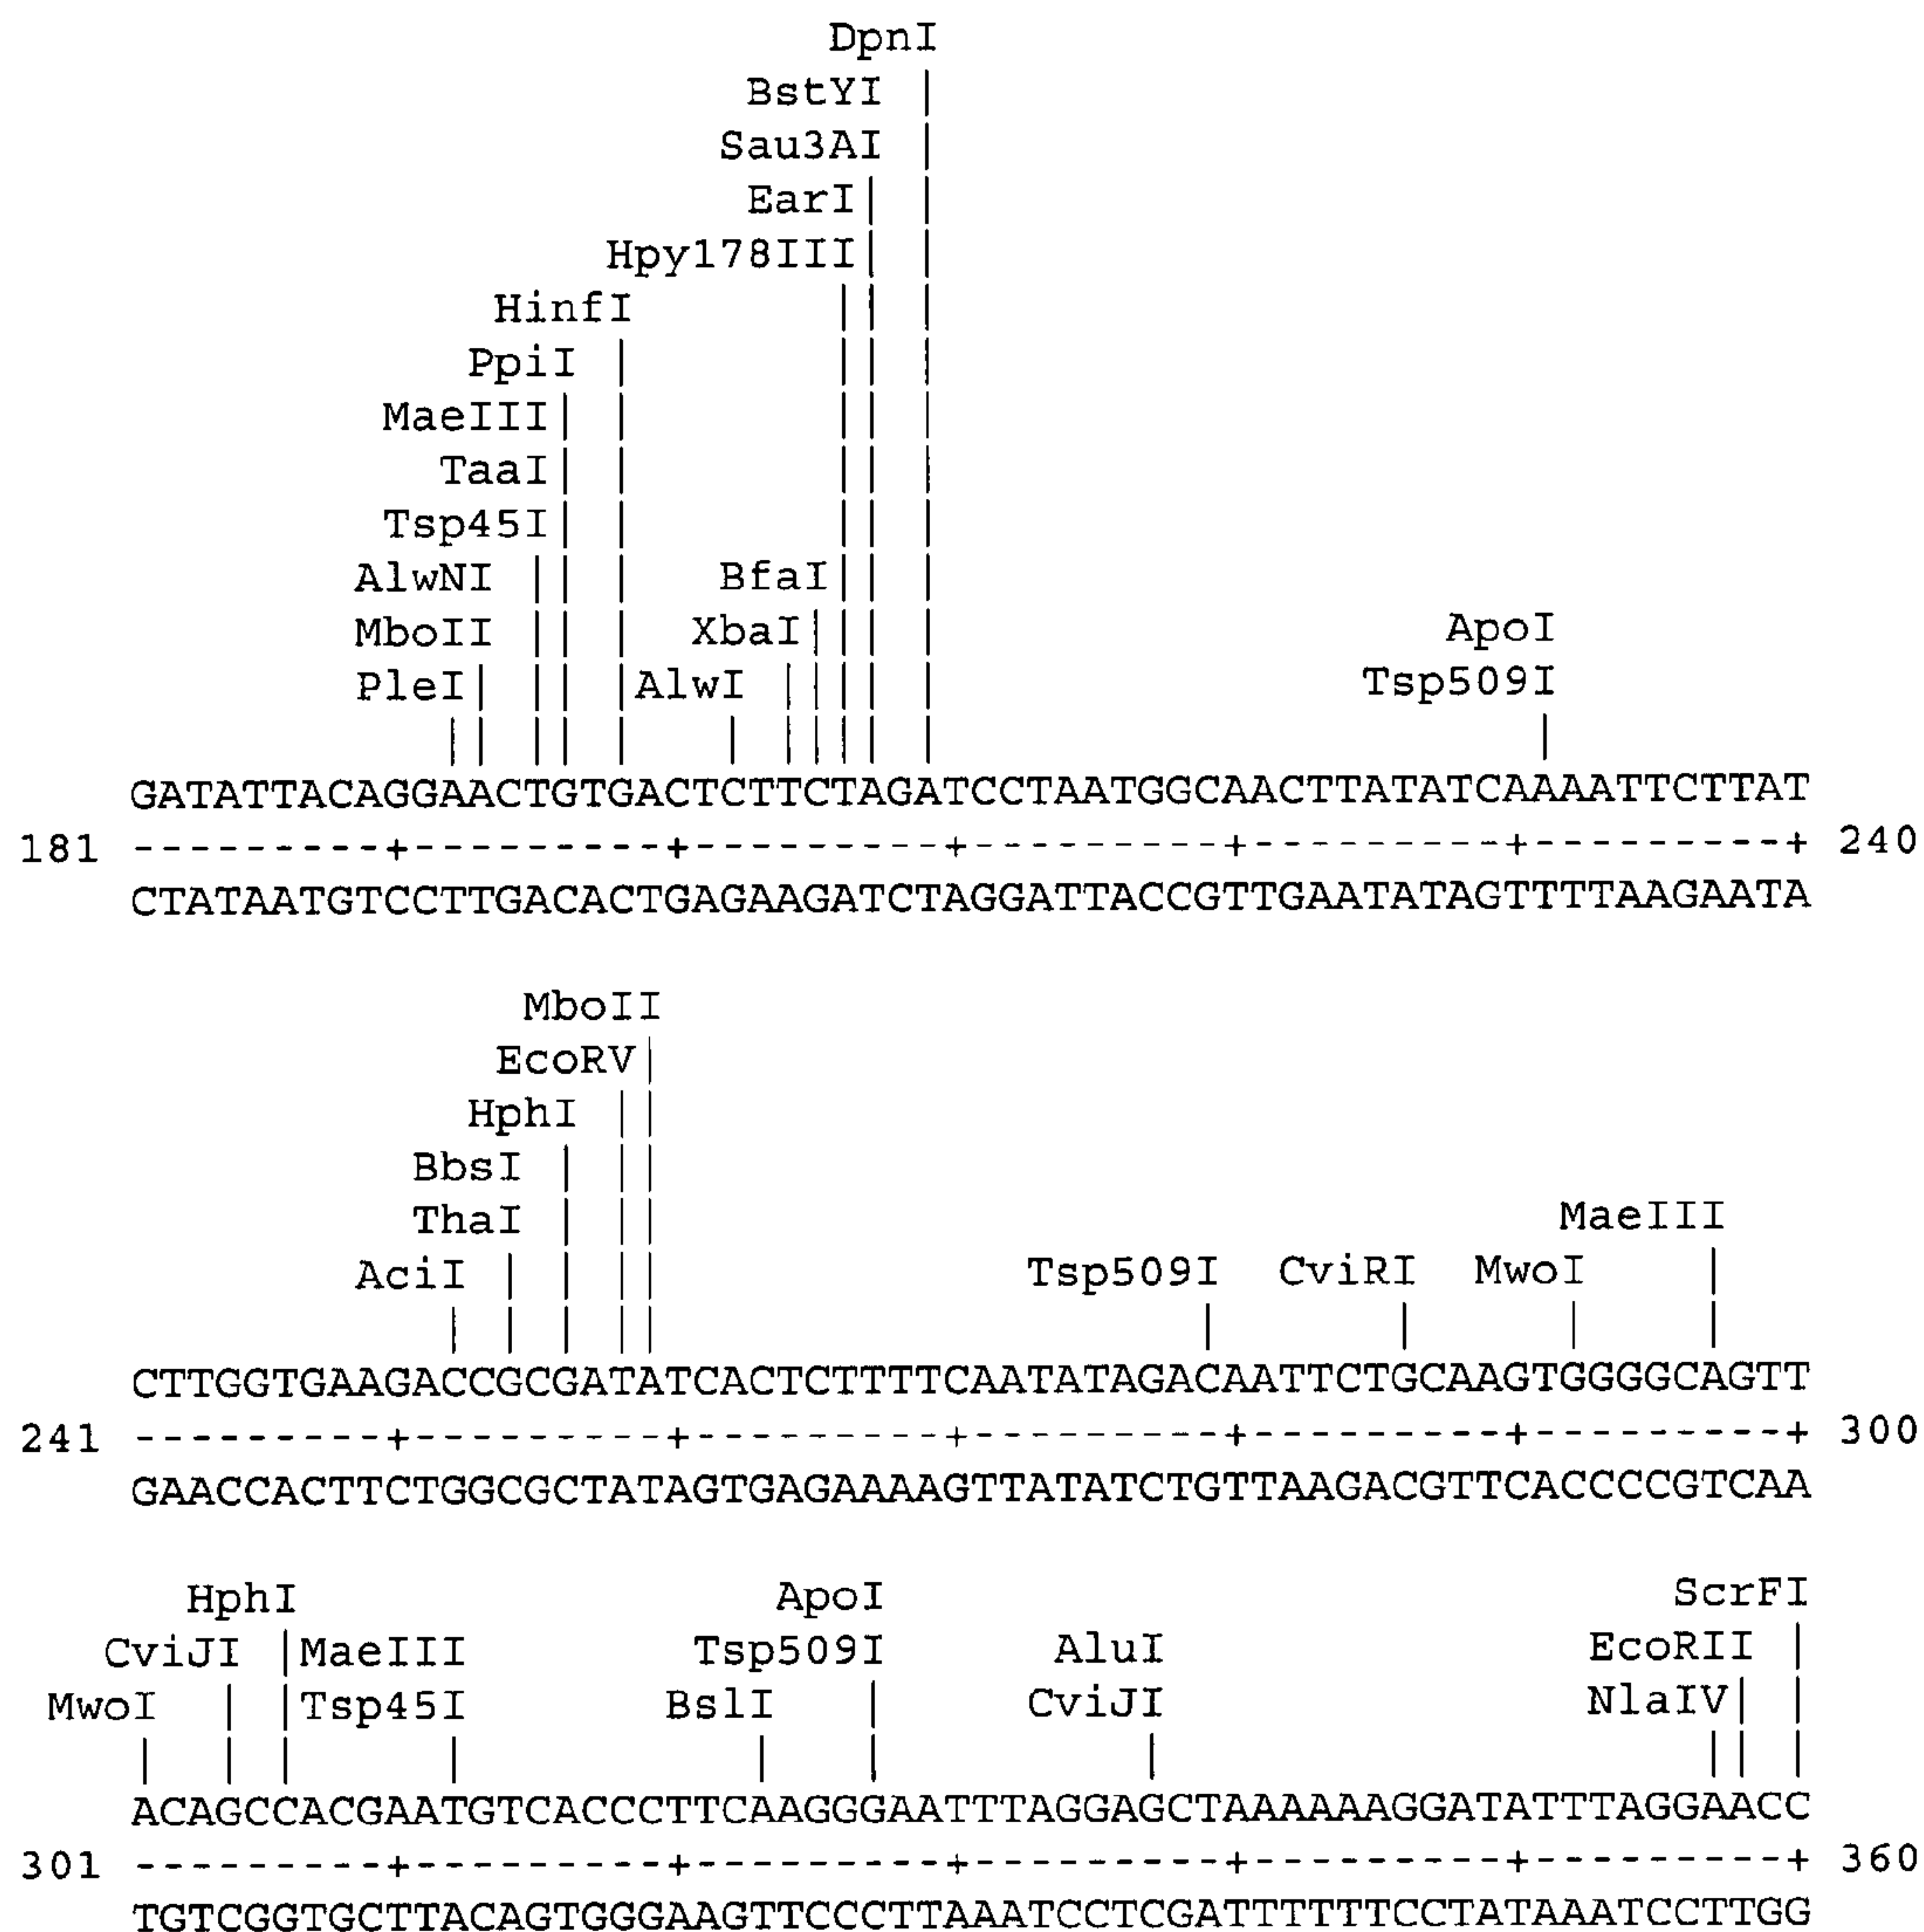 DpnI
BstYI
Sau3AI
EarI
Hpy178III
HinfI
PpiI
MaeIII
TaaI
Tsp45I
AlwNI BfaI
MboII XbaI ApoI
PleI AlwI Tsp509I
GATATTACAGGAACTGTGACTCTTCTAGATCCTAATGGCAACTTATATCAAAATTCTTAT
181 ---------+---------+---------+---------+---------+---------+ 240
CTATAATGTCCTTGACACTGAGAAGATCTAGGATTACCGTTGAATATAGTTTTAAGAATA
MboII
EcoRV
HphI
BbsI
ThaI MaeIII
AciI Tsp509I CviRI MwoI
CTTGGTGAAGACCGCGATATCACTCTTTTCAATATAGACAATTCTGCAAGTGGGGCAGTT
241 ---------+---------+---------+---------+---------+---------+ 300
GAACCACTTCTGGCGCTATAGTGAGAAAAGTTATATCTGTTAAGACGTTCACCCCGTCAA
HphI ApoI ScrFI
CviJI MaeIII Tsp509I AluI EcoRII
MwoI Tsp45I BslI CviJI NlaIV
ACAGCCACGAATGTCACCCTTCAAGGGAATTTAGGAGCTAAAAAAGGATATTTAGGAACC
301 ---------+---------+---------+---------+---------+---------+ 360
TGTCGGTGCTTACAGTGGGAAGTTCCCTTAAATCCTCGATTTTTTCCTATAAATCCTTGG